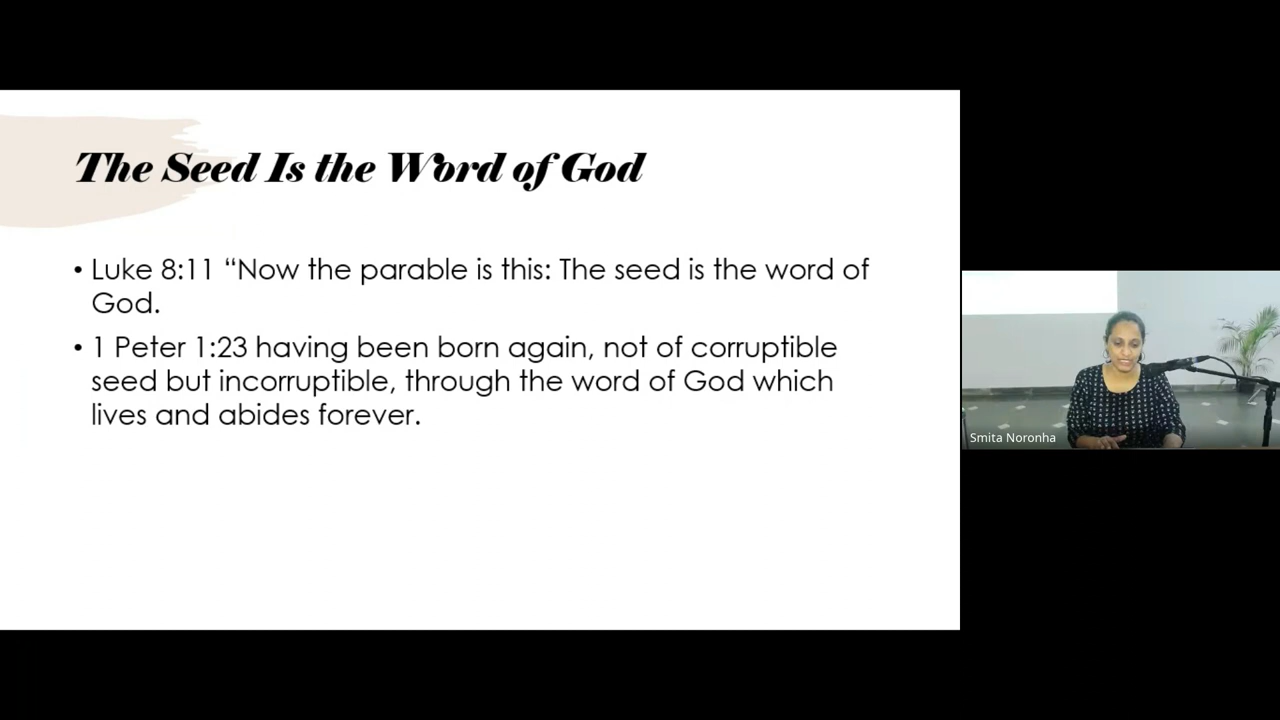 The Seed Is the Word of God
• Luke 8:11 “Now the parable is this: The seed is the word of
God.
• 1 Peter 1:23 having been born again, not of corruptible
seed but incorruptible, through the word of God which
lives and abides forever.
Smita Noronha